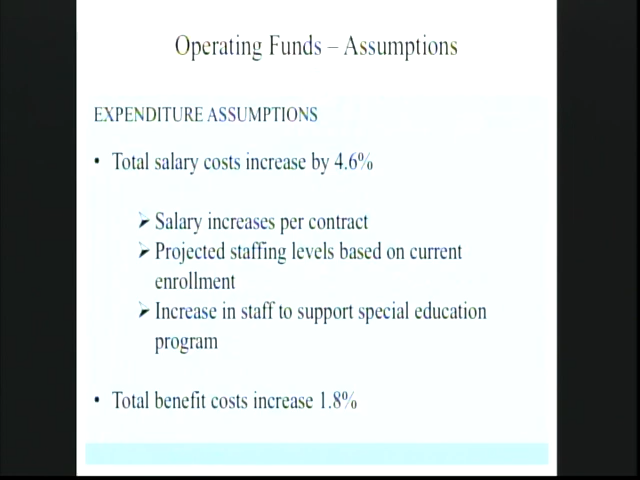 Operating Funds – Assumptions
EXPENDITURE ASSUMPTIONS
• Total salary costs increase by 4.6%
➢ Salary increases per contract
➢ Projected staffing levels based on current
enrollment
➢ Increase in staff to support special education
program
• Total benefit costs increase 1.8%